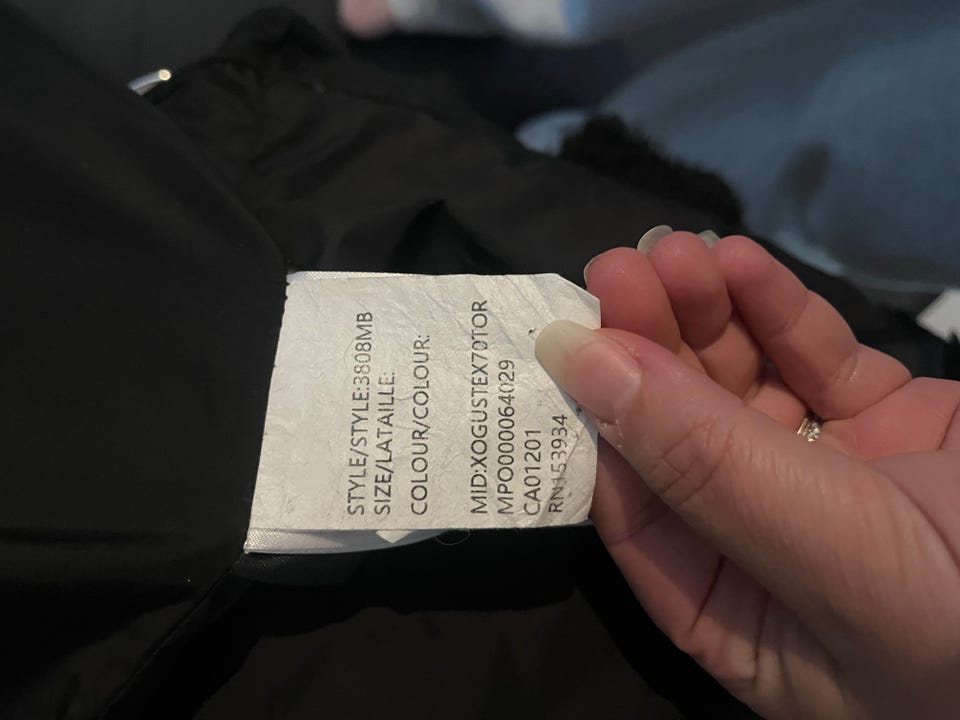 STYLE/STYLE:3808MB
SIZE/LATAILLE:
COLOUR/COLOUR:
MID:XOGUSTEX70TOR
MPO000064029
CA01201
RN153934